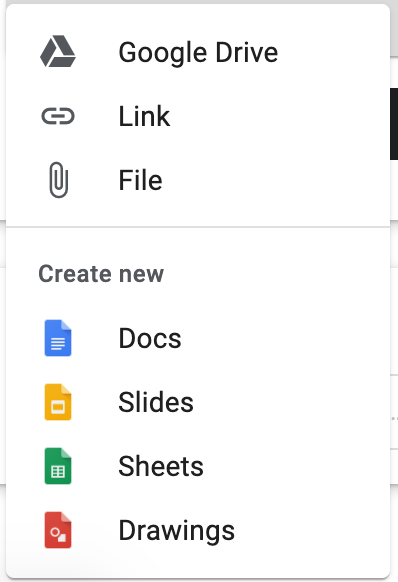 Google Drive
Link
File
Create new
Docs
Slides
Sheets
Drawings